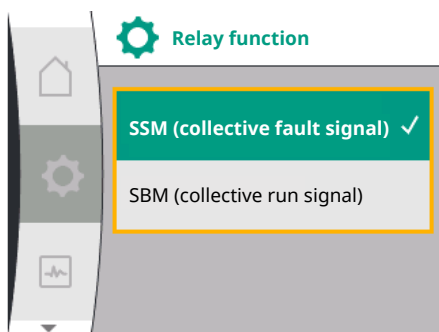 Relay function
SSM (collective fault signal)
SBM (collective run signal)